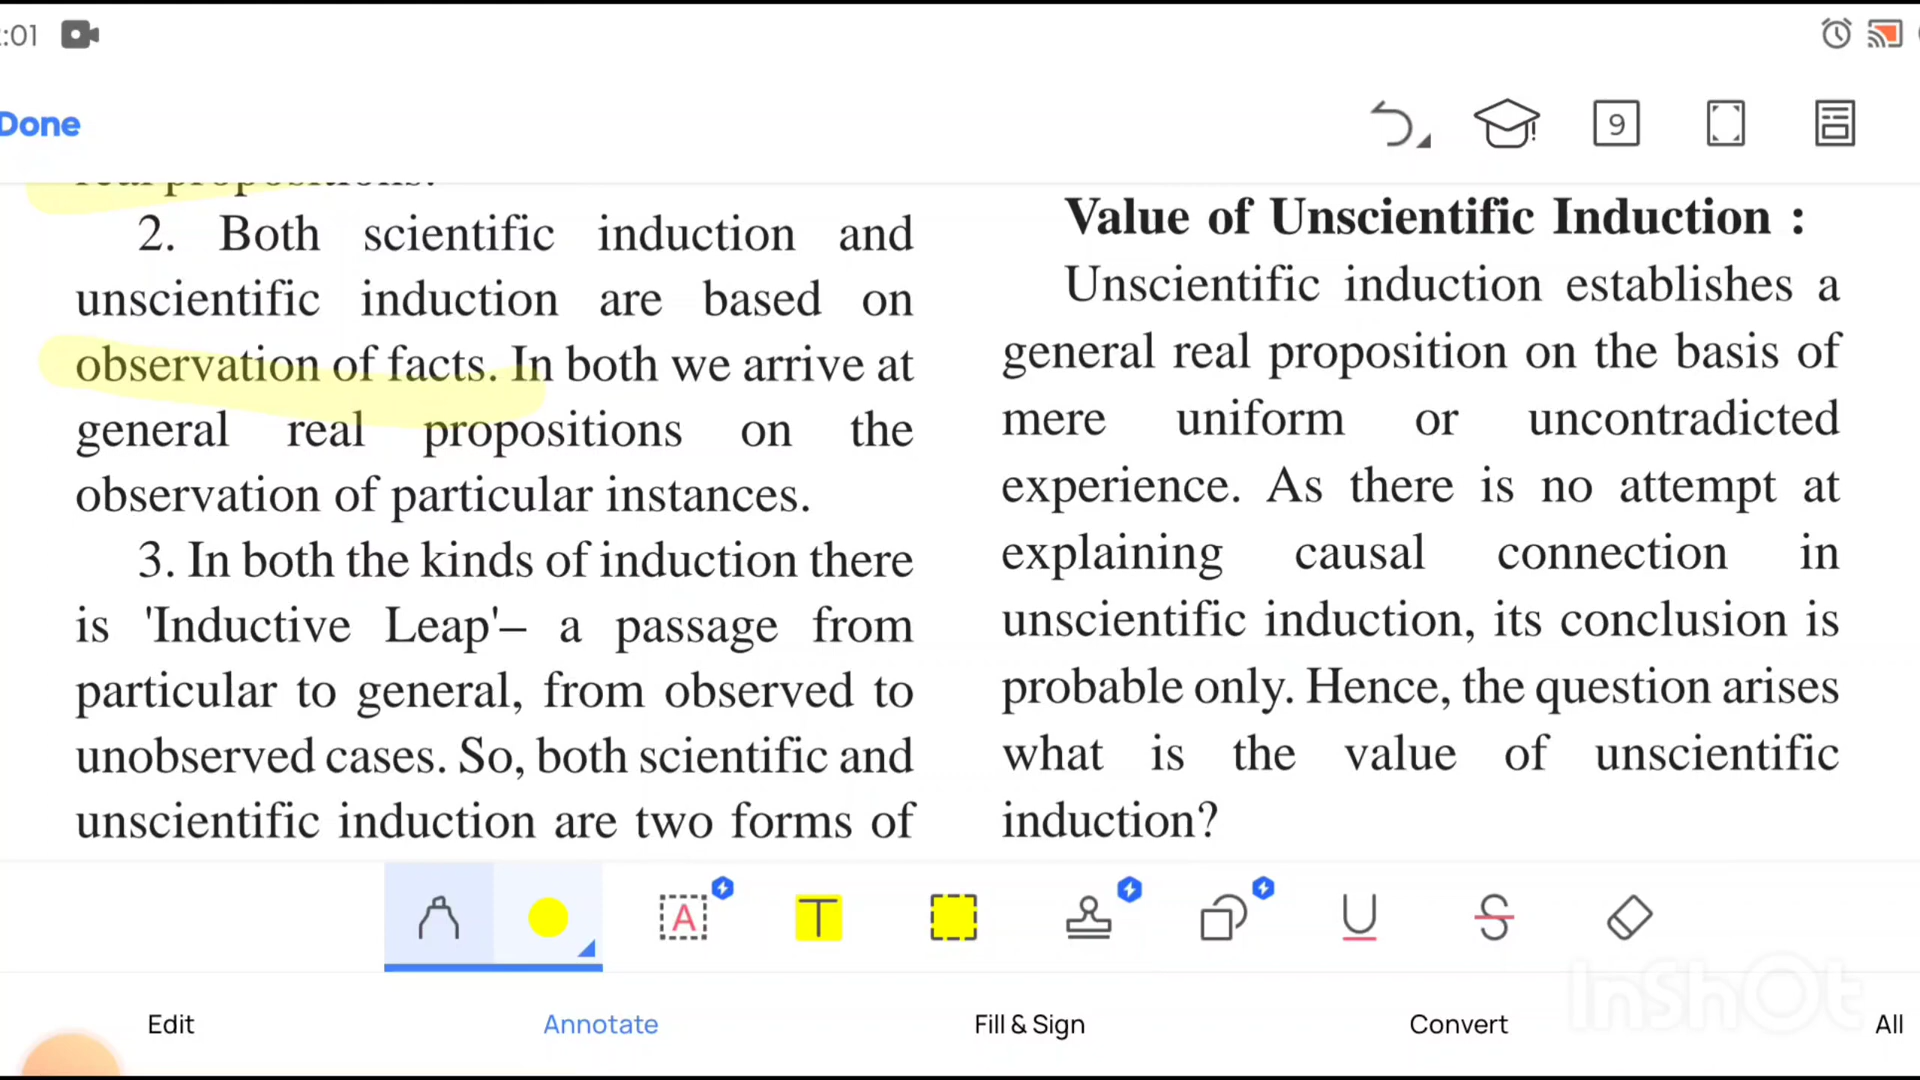 :01
Done
9
real propositions.
2. Both scientific induction and
unscientific induction are based on
observation of facts. In both we arrive at
general real propositions on the
observation of particular instances.
3. In both the kinds of induction there
is 'Inductive Leap'– a passage from
particular to general, from observed to
unobserved cases. So, both scientific and
unscientific induction are two forms of
Value of Unscientific Induction :
Unscientific induction establishes a
general real proposition on the basis of
mere uniform or uncontradicted
experience. As there is no attempt at
explaining causal connection in
unscientific induction, its conclusion is
probable only. Hence, the question arises
what is the value of unscientific
induction?
A
T
U
S
InShOt
Edit
Annotate
Fill & Sign
Convert
All